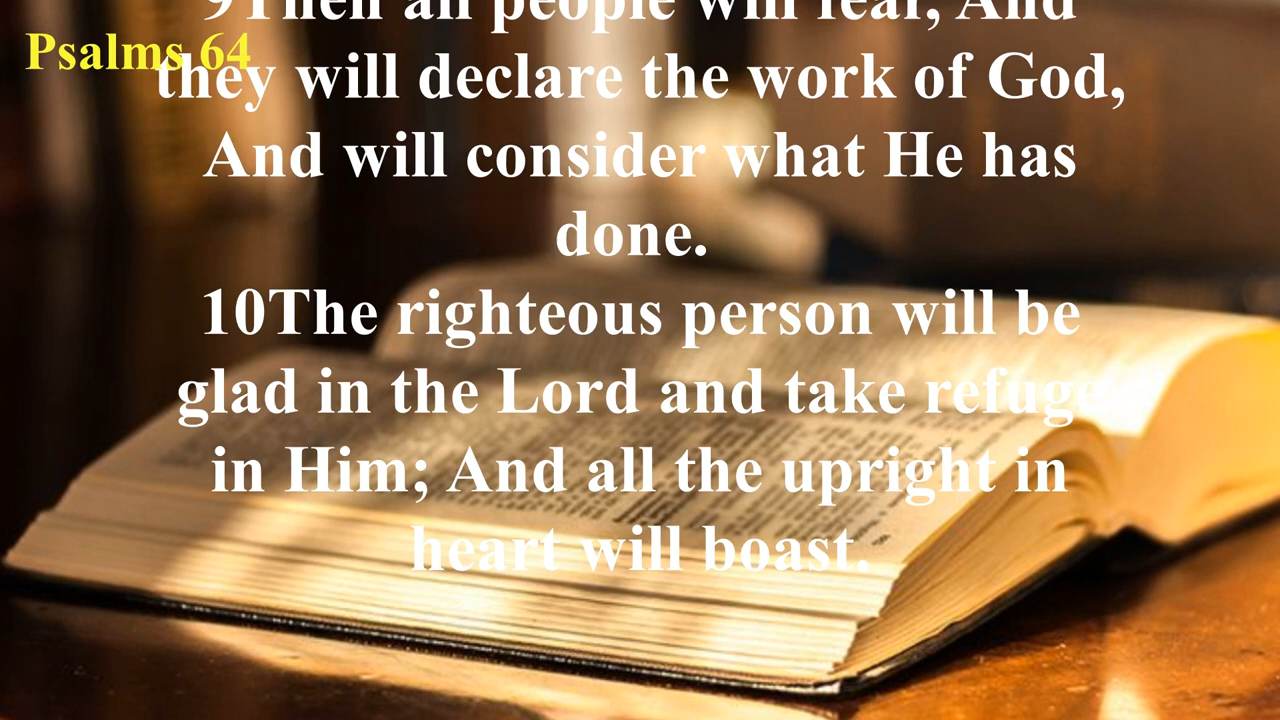 Psalms 64
9Then all people will fear, And
they will declare the work of God,
And will consider what He has
done.
10The righteous person will be
glad in the Lord and take refuge
in Him; And all the upright in
heart will boast.